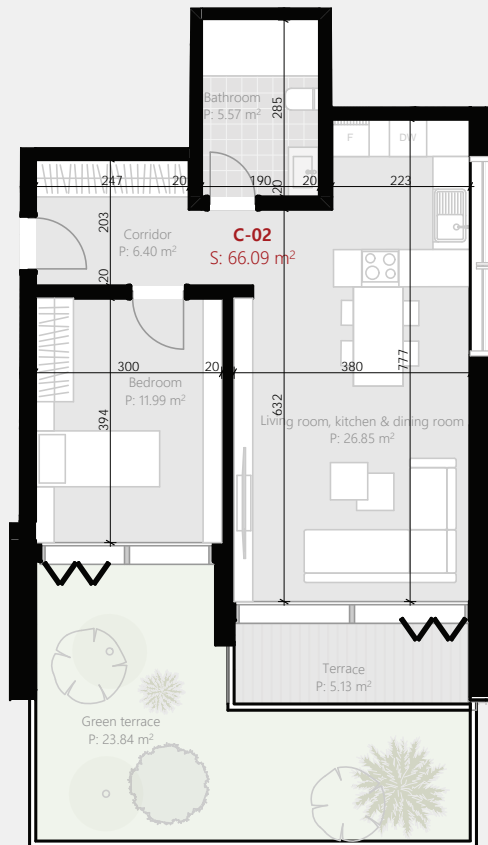 Bathroom
P: 5.57 m²
285
F
DW
247
20
190
20
20
223
203
Corridor
P: 6.40 m²
C-02
S: 66.09 m²
20
300
20
380
777
Bedroom
P: 11.99 m²
394
632
Living room, kitchen & dining room
P: 26.85 m²
Terrace
P: 5.13 m²
Green terrace
P: 23.84 m²